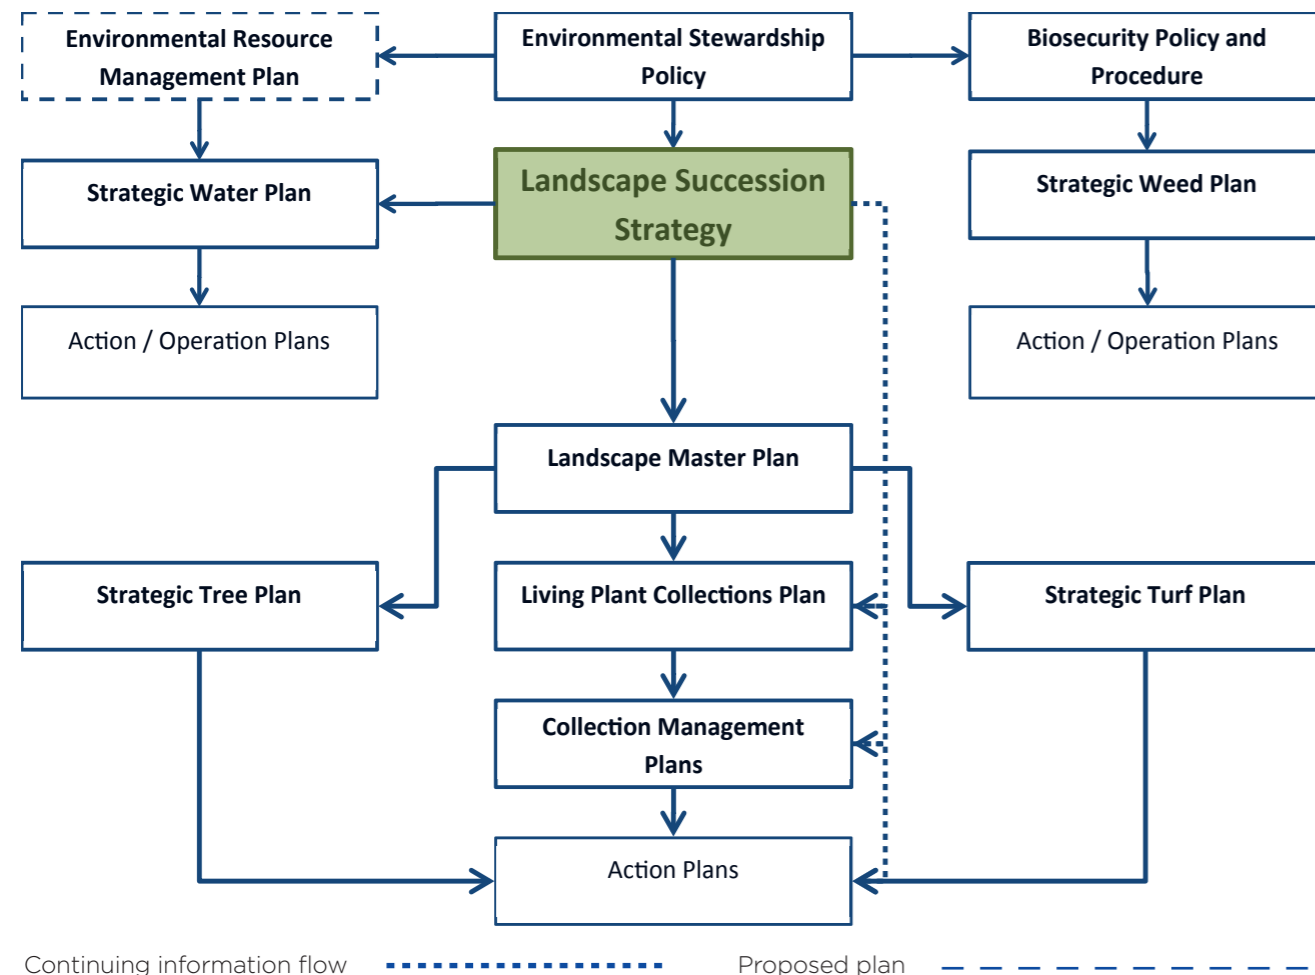 Environmental Resource
Management Plan
Environmental Stewardship
Policy
Biosecurity Policy and
Procedure
Strategic Water Plan
Landscape Succession
Strategy
Strategic Weed Plan
Action / Operation Plans
Action / Operation Plans
Landscape Master Plan
Strategic Tree Plan
Living Plant Collections Plan
Strategic Turf Plan
Collection Management
Plans
Action Plans
Continuing information flow
Proposed plan